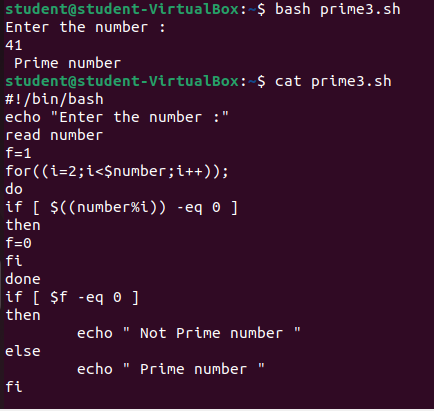 student@student-VirtualBox:~$ bash prime3.sh
Enter the number :
41
 Prime number
student@student-VirtualBox:~$ cat prime3.sh
#!/bin/bash
echo "Enter the number :"
read number
f=1
for((i=2;i<$number;i++));
do
if [ $((number%i)) -eq 0 ]
then
f=0
fi
done
if [ $f -eq 0 ]
then
        echo " Not Prime number "
else
        echo " Prime number "
fi